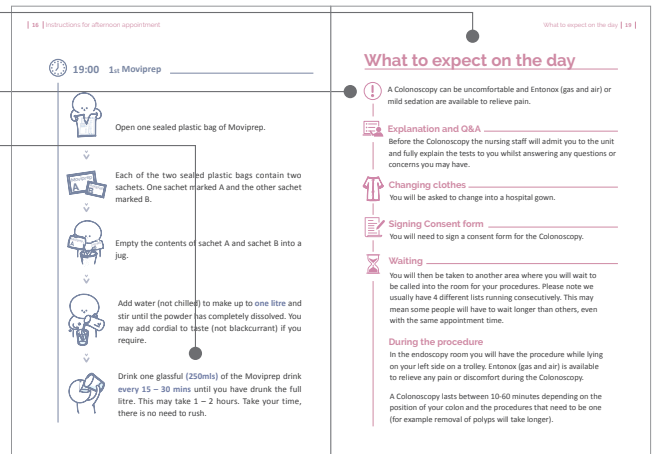 | 16 | Instructions for afternoon appointment
19:00 1st Moviprep
Open one sealed plastic bag of Moviprep.
Each of the two sealed plastic bags contain two
sachets. One sachet marked A and the other sachet
marked B.
Empty the contents of sachet A and sachet B into a
jug.
Add water (not chilled) to make up to one litre and
stir until the powder has completely dissolved. You
may add cordial to taste (not blackcurrant) if you
require.
Drink one glassful (250mls) of the Moviprep drink
every 15 – 30 mins until you have drunk the full
litre. This may take 1 – 2 hours. Take your time,
there is no need to rush.
What to expect on the day | 19 |
What to expect on the day
A Colonoscopy can be uncomfortable and Entonox (gas and air) or
mild sedation are available to relieve pain.
Explanation and Q&A
Before the Colonoscopy the nursing staff will admit you to the unit
and fully explain the tests to you whilst answering any questions or
concerns you may have.
Changing clothes
You will be asked to change into a hospital gown.
Signing Consent form
You will need to sign a consent form for the Colonoscopy.
Waiting
You will then be taken to another area where you will wait to
be called into the room for your procedures. Please note we
usually have 4 different lists running consecutively. This may
mean some people will have to wait longer than others, even
with the same appointment time.
During the procedure
In the endoscopy room you will have the procedure while lying
on your left side on a trolley. Entonox (gas and air) is available
to relieve any pain or discomfort during the Colonoscopy.
A Colonoscopy lasts between 10-60 minutes depending on the
position of your colon and the procedures that need to be one
(for example removal of polyps will take longer).